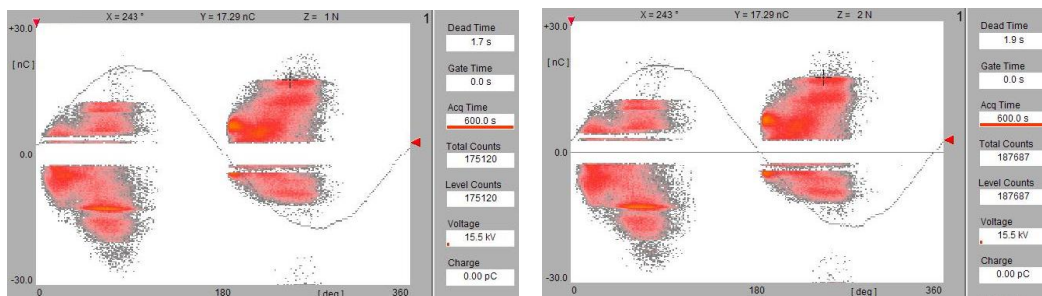 X = 243 ° Y = 17.29 nC Z = 1 N
1
+30.0
[ nC ]
0.0
-30.0
0 180 [ deg ] 360
Dead Time
1.7 s
Gate Time
0.0 s
Acq Time
600.0 s
Total Counts
175120
Level Counts
175120
Voltage
15.5 kV
Charge
0.00 pC
X = 243 ° Y = 17.29 nC Z = 2 N
1
+30.0
[ nC ]
0.0
-30.0
0 180 [ deg ] 360
Dead Time
1.9 s
Gate Time
0.0 s
Acq Time
600.0 s
Total Counts
187687
Level Counts
187687
Voltage
15.5 kV
Charge
0.00 pC